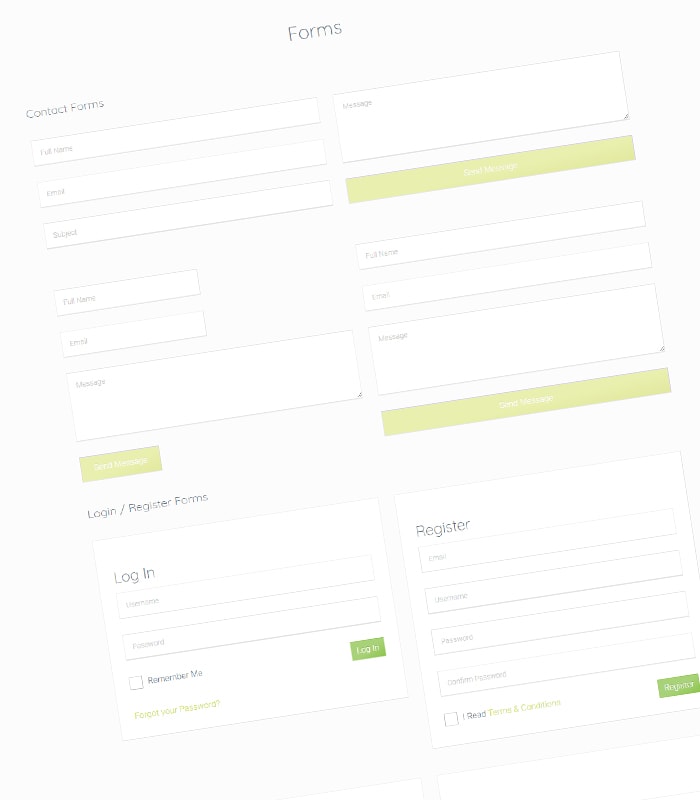 Forms
Contact Forms
Full Name
Email
Subject
Message
Send Message
Full Name
Email
Message
Send Message
Full Name
Email
Message
Send Message
Login / Register Forms
Log In
Username
Password
Remember Me
Log In
Forgot your Password?
Register
Email
Username
Password
Confirm Password
I Read Terms & Conditions
Register